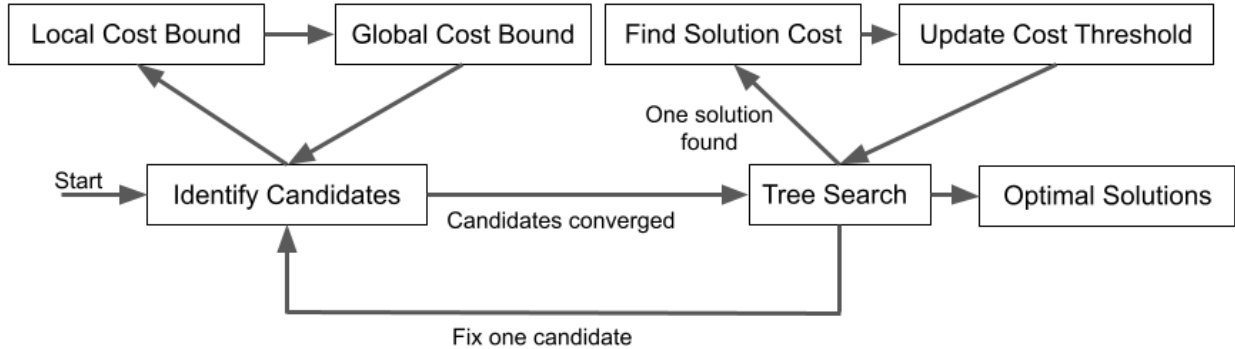 Local Cost Bound
Global Cost Bound
Find Solution Cost
Update Cost Threshold
One solution
found
Start
Identify Candidates
Candidates converged
Tree Search
Optimal Solutions
Fix one candidate